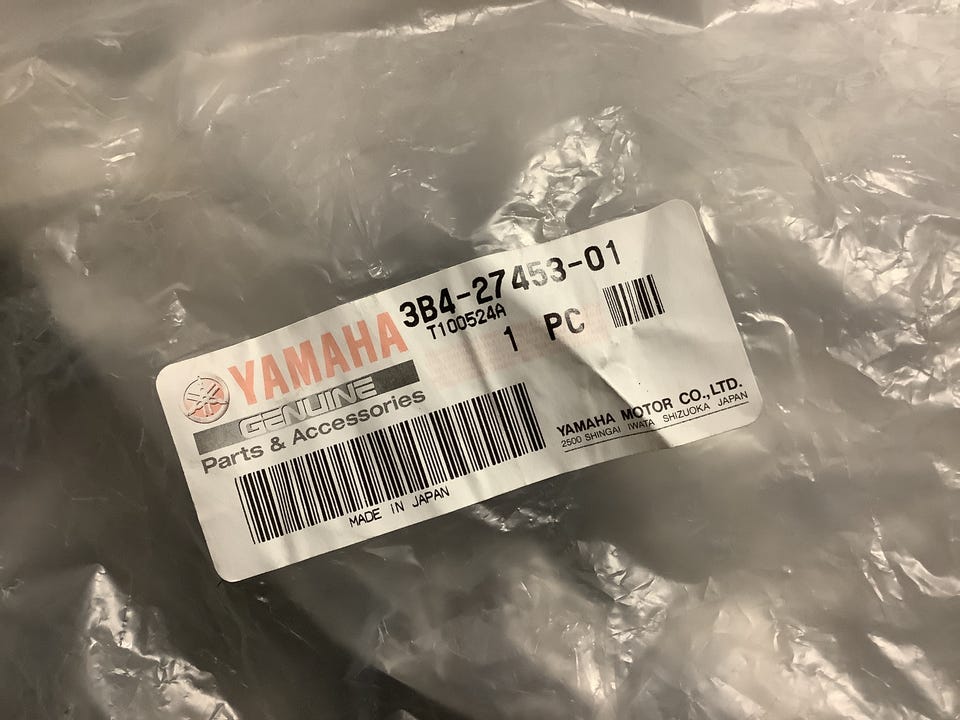 3B4-27453-01
T100524A
1 PC
YAMAHA
GENUINE
Parts & Accessories
MADE IN JAPAN
YAMAHA MOTOR CO.,LTD.
2500 SHINGAI IWATA SHIZUOKA JAPAN